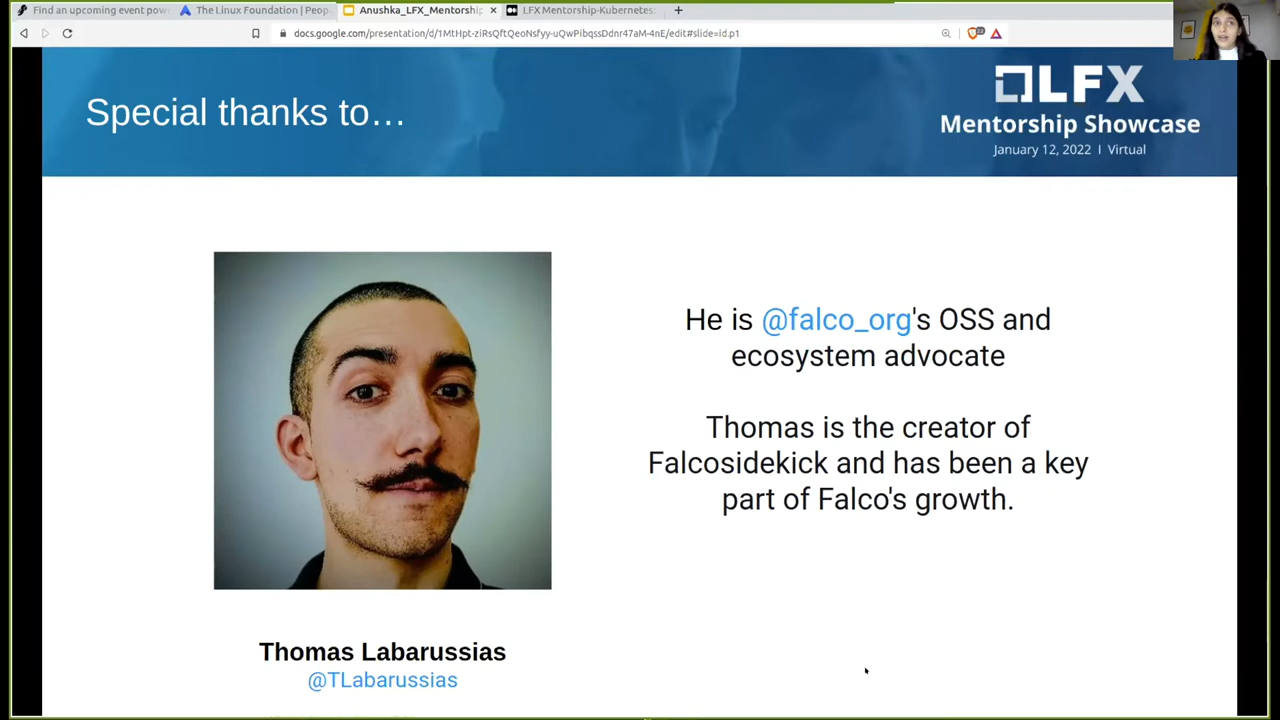 Find an upcoming event pow
The Linux Foundation | Peop
Anushka_LFX_Mentorship
LFX Mentorship-Kubernetes:
docs.google.com/presentation/d/1MtHpt-ziRsQftQeoNsFyy-uQwPibqssDdnr47aM-4nE/edit#slide=id.p1
Special thanks to…
LFX
Mentorship Showcase
January 12, 2022 | Virtual
He is @falco_org's OSS and
ecosystem advocate
Thomas is the creator of
Falcosidekick and has been a key
part of Falco's growth.
Thomas Labarussias
@TLabarussias